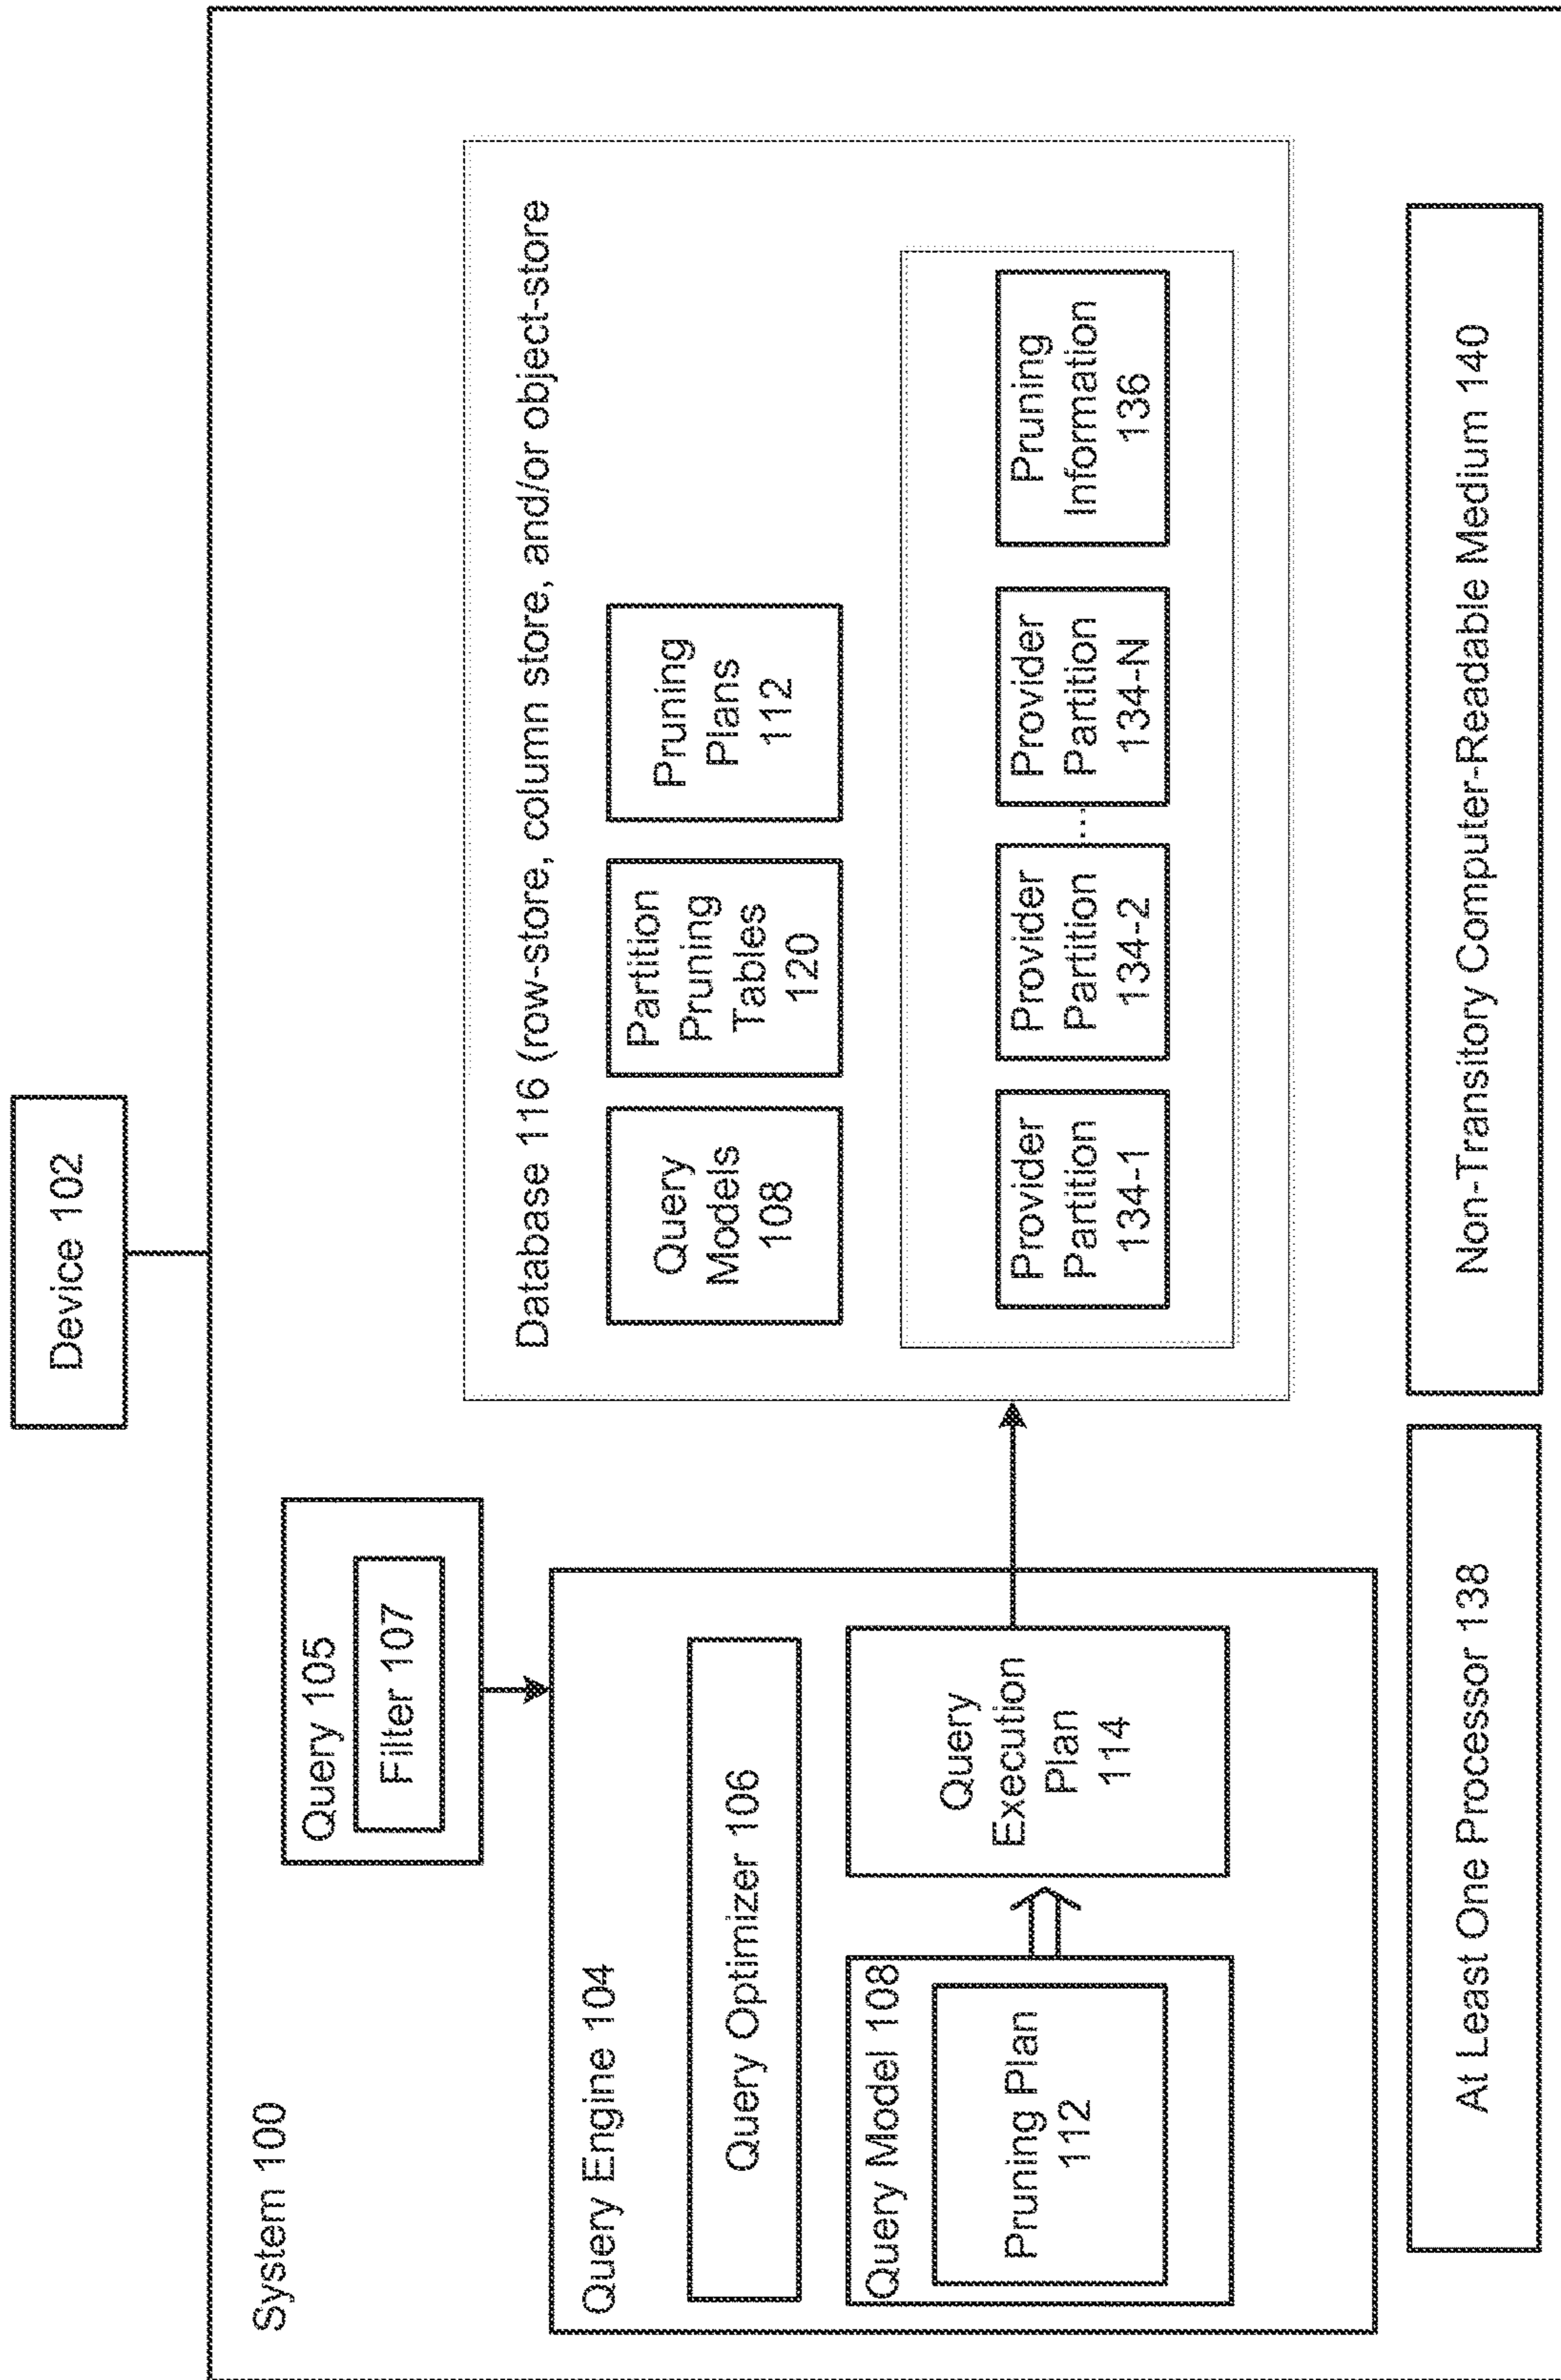 Device 102
System 100
Query 105
Filter 107
Query Engine 104
Query Optimizer 106
Query Model 108
Pruning Plan
112
Query
Execution
Plan
114
Database 116 (row-store, column store, and/or object-store
Query
Models
108
Partition
Pruning
Tables
120
Pruning
Plans
112
Provider
Partition
134-1
Provider
Partition
134-2
...
Provider
Partition
134-N
Pruning
Information
136
At Least One Processor 138
Non-Transitory Computer-Readable Medium 140